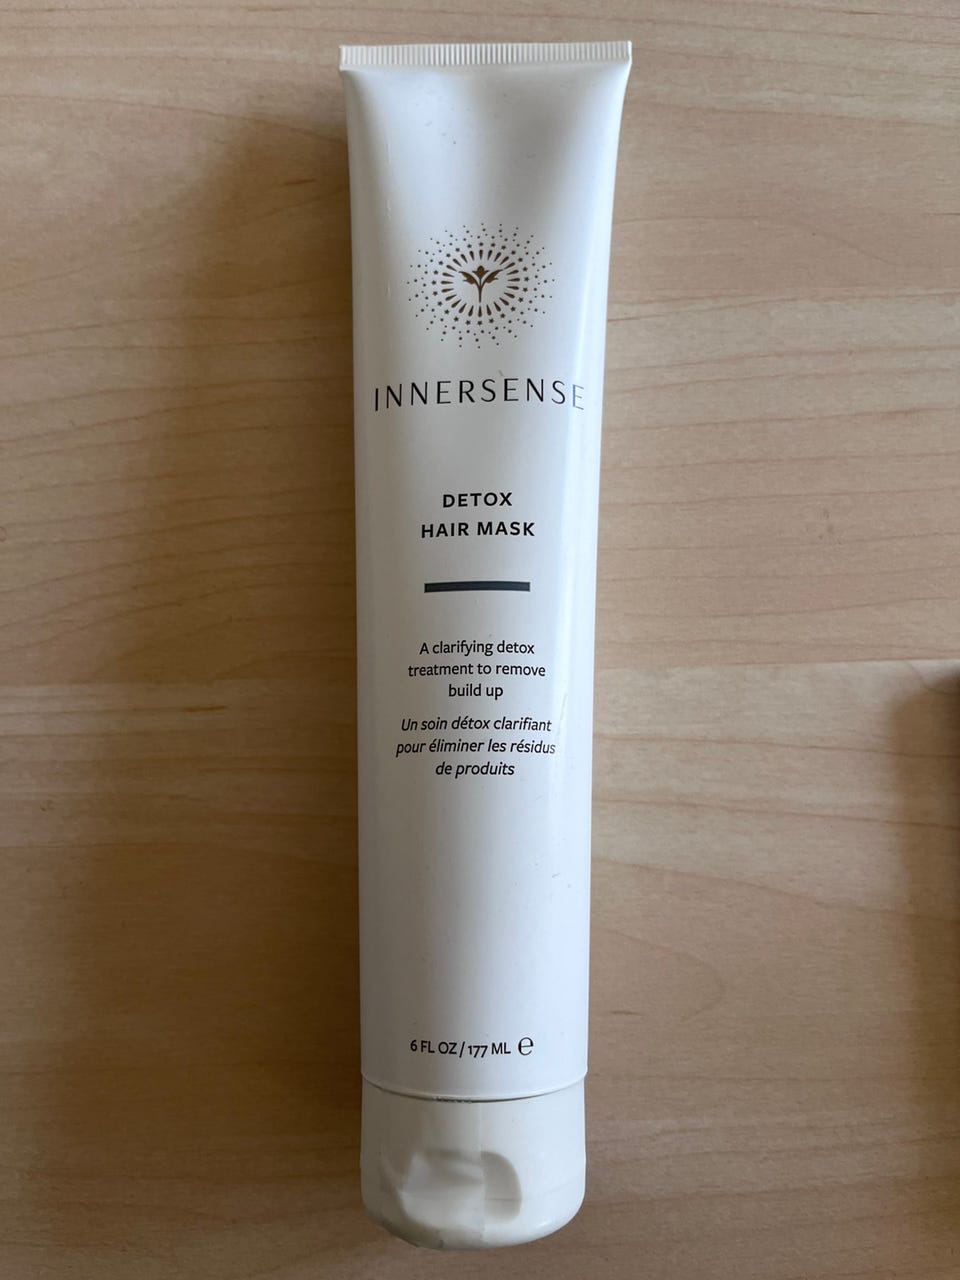 INNERSENSE
DETOX
HAIR MASK
A clarifying detox
treatment to remove
build up
Un soin détox clarifiant
pour éliminer les résidus
de produits
6 FL OZ / 177 ML ℮